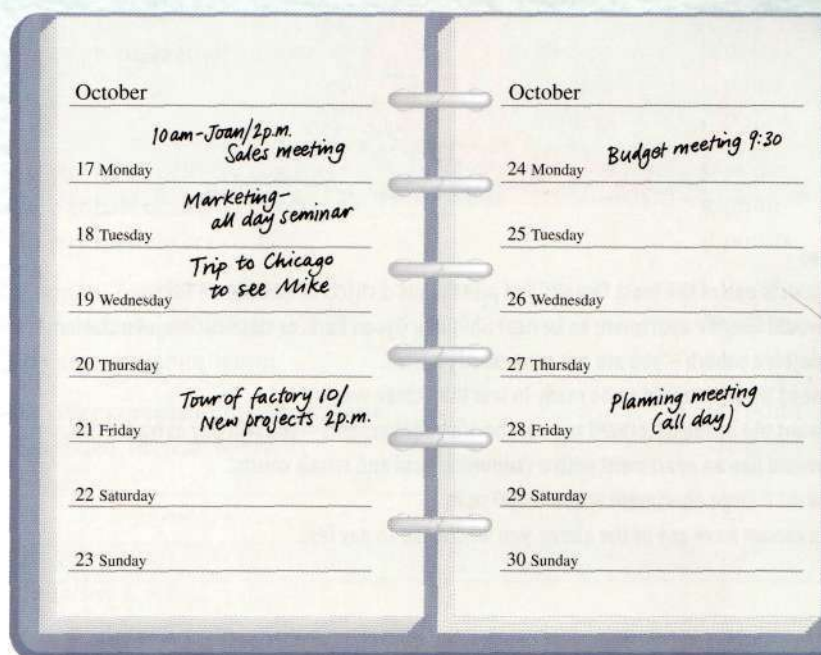 October
10am-Joan/2p.m.
Sales meeting
17 Monday
Marketing-
all day seminar
18 Tuesday
Trip to Chicago
to see Mike
19 Wednesday
20 Thursday
Tour of factory 10/
New projects 2p.m.
21 Friday
22 Saturday
23 Sunday
October
Budget meeting 9:30
24 Monday
25 Tuesday
26 Wednesday
27 Thursday
Planning meeting
(all day)
28 Friday
29 Saturday
30 Sunday